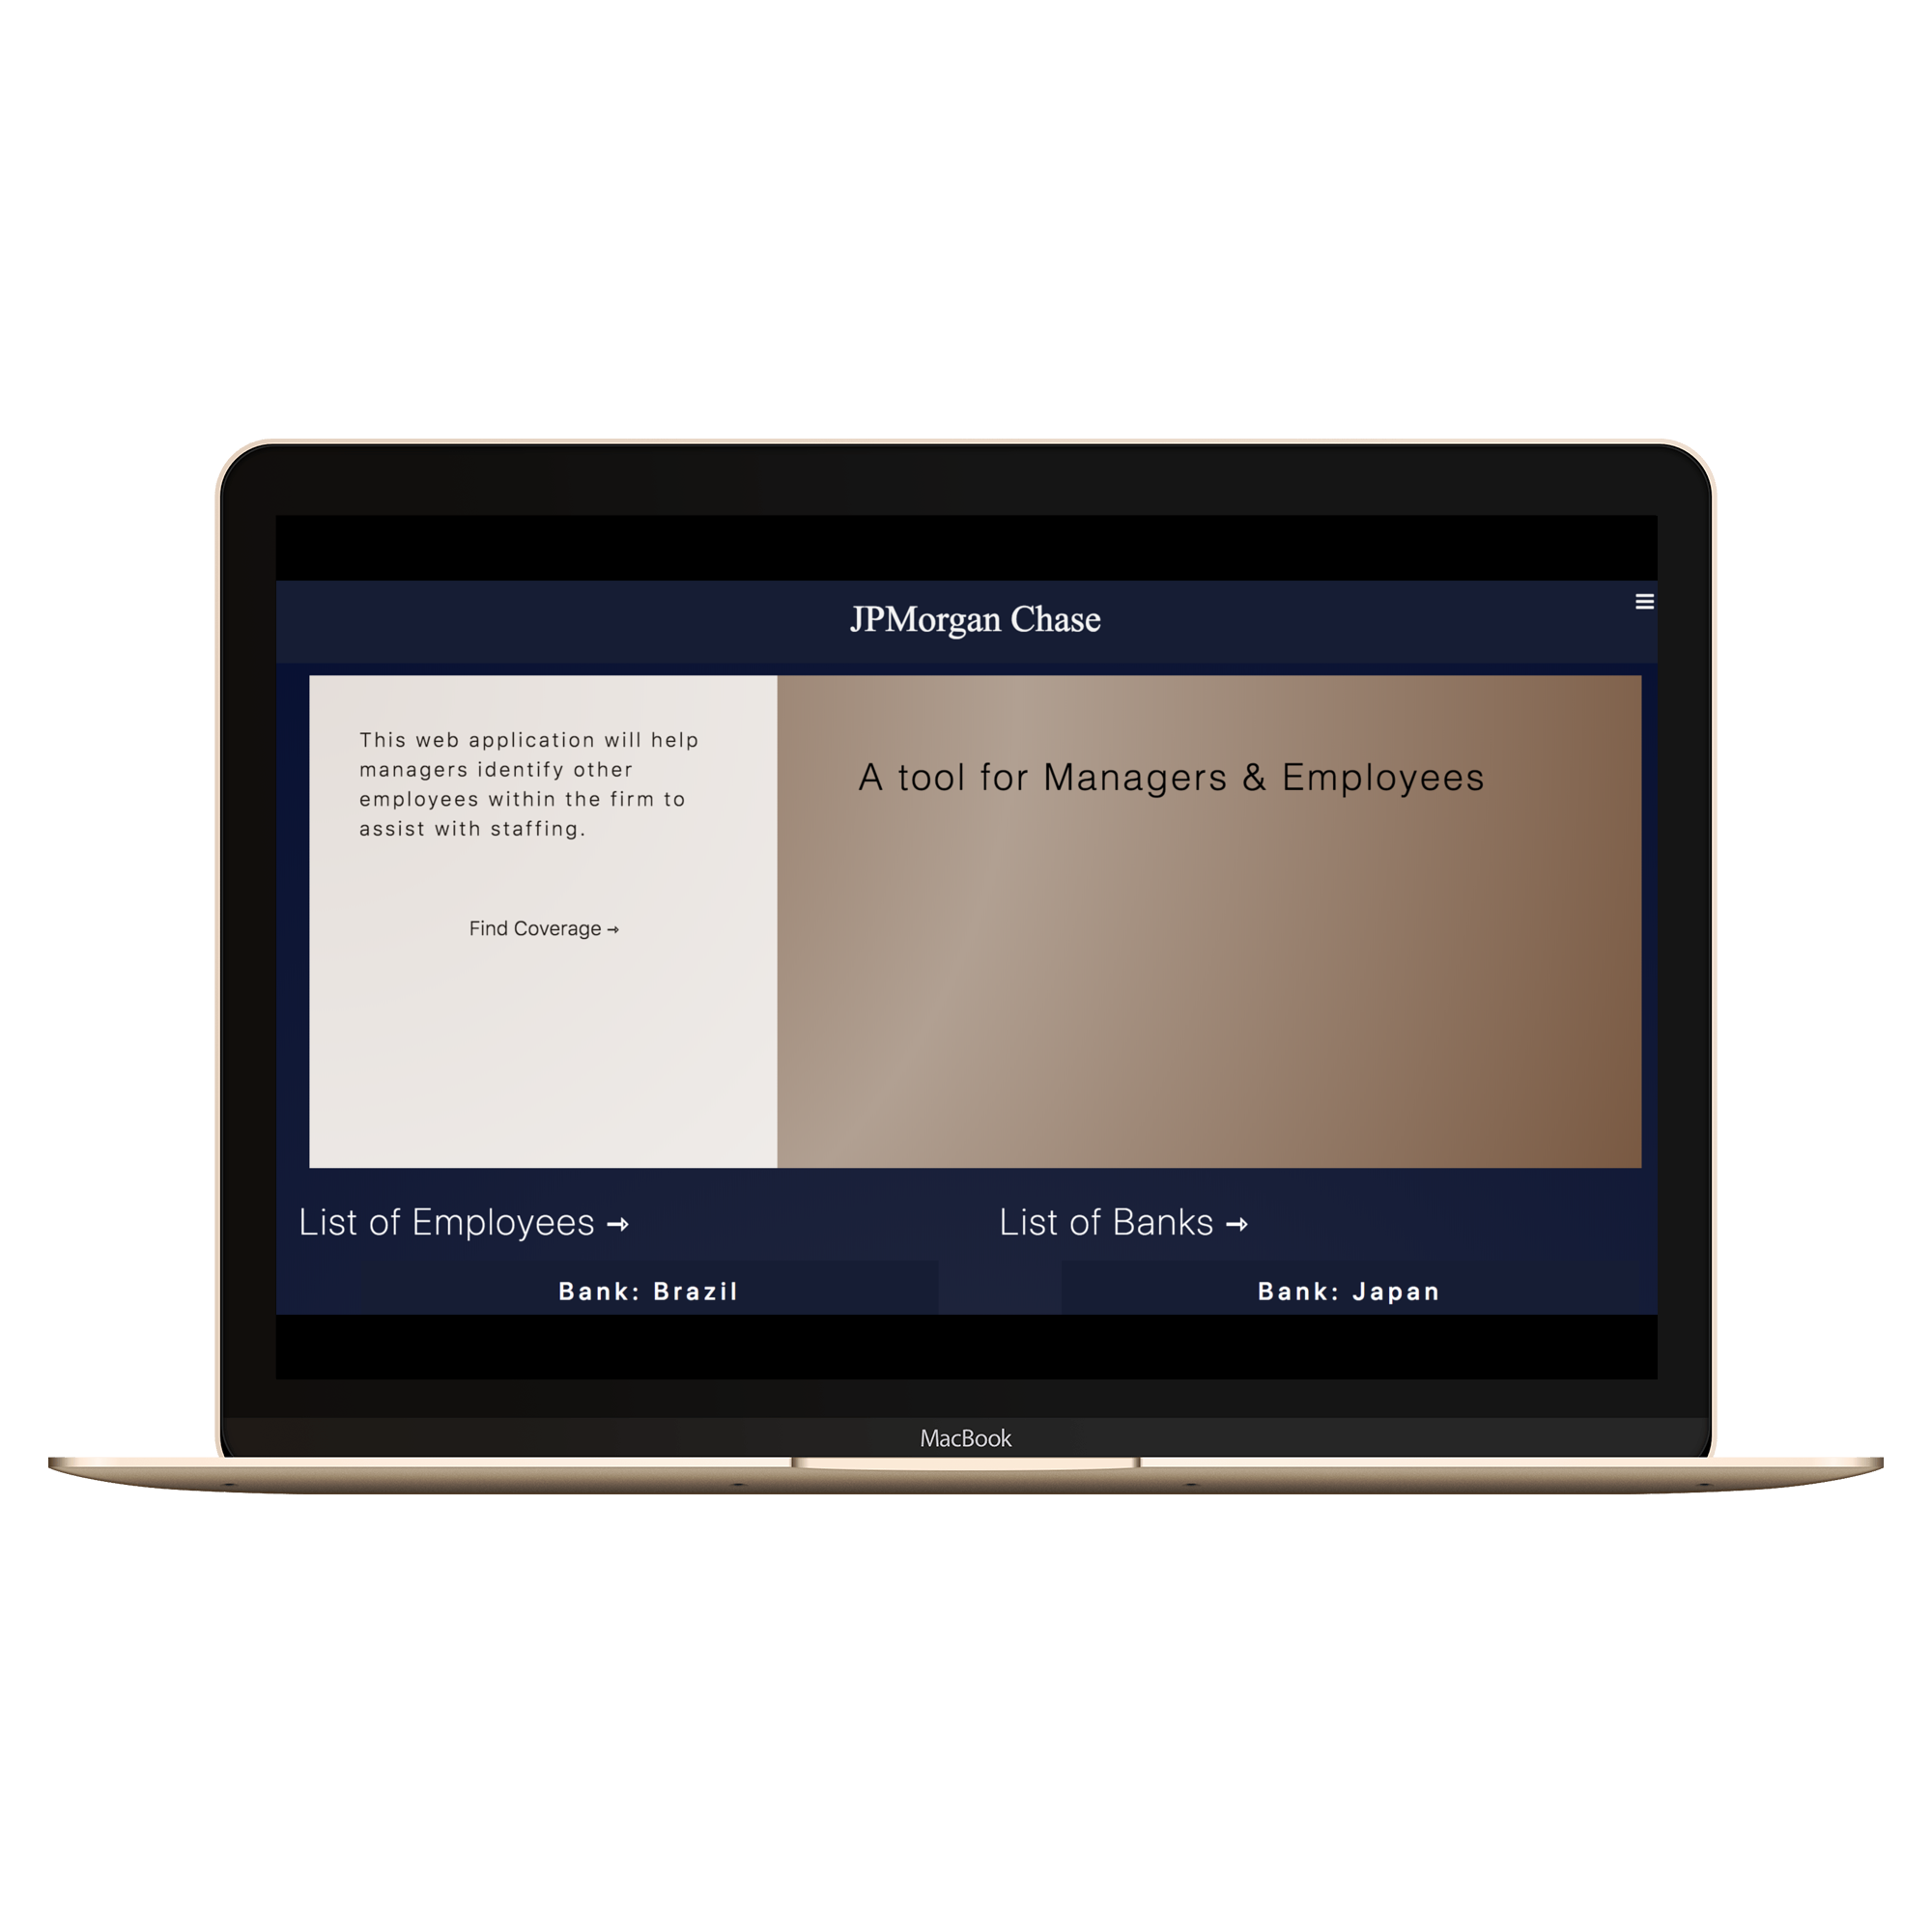 JPMorgan Chase
This web application will help
managers identify other
employees within the firm to
assist with staffing.
Find Coverage →
A tool for Managers & Employees
List of Employees →
List of Banks →
Bank: Brazil
Bank: Japan
MacBook